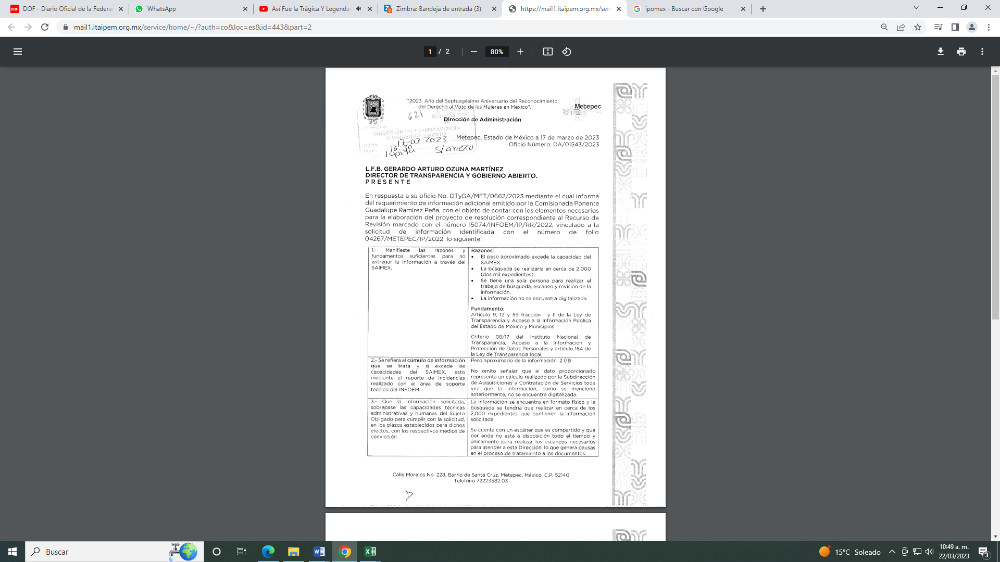 DOF - Diario Oficial de la Federac
WhatsApp
Así Fue la Trágica Y Legendar
Zimbra: Bandeja de entrada (3)
https://mail1.itaipem.org.mx/serv
ipomex - Buscar con Google
mail1.itaipem.org.mx/service/home/~/?auth=co&loc=es&id=443&part=2
1 / 2
80%
"2023. Año del Septuagésimo Aniversario del Reconocimiento
del Derecho al Voto de las Mujeres en México".
Metepec
621
Dirección de Administración
DIRECCIÓN DE TRANSPARENCIA
Y GOBIERNO ABIERTO
Metepec, Estado de México a 17 de marzo de 2023
17-03 2023
Oficio Número: DA/01543/2023
16:30
Lupita
S/anexo
L.F.B. GERARDO ARTURO OZUNA MARTÍNEZ
DIRECTOR DE TRANSPARENCIA Y GOBIERNO ABIERTO.
P R E S E N T E
En respuesta a su oficio No. DTyGA/MET/0662/2023 mediante el cual informa
del requerimiento de información adicional emitido por la Comisionada Ponente
Guadalupe Ramírez Peña, con el objeto de contar con los elementos necesarios
para la elaboración del proyecto de resolución correspondiente al Recurso de
Revisión marcado con el número 15074/INFOEM/IP/RR/2022, vinculado a la
solicitud de información identificada con el número de folio
04267/METEPEC/IP/2022; lo siguiente:
1.- Manifieste las razones y
fundamentos suficientes para no
entregar la información a través del
SAIMEX.
Razones:
• El peso aproximado excede la capacidad del
SAIMEX
• La búsqueda se realizaría en cerca de 2,000
(dos mil expedientes)
• Se tiene una sola persona para realizar el
trabajo de búsqueda, escaneo y revisión de la
información.
• La información no se encuentra digitalizada.
Fundamento:
Artículo 9, 12 y 59 fracción I y II de la Ley de
Transparencia y Acceso a la Información Pública
del Estado de México y Municipios
Criterio 08/17 del Instituto Nacional de
Transparencia, Acceso a la Información y
Protección de Datos Personales y artículo 164 de
la Ley de Transparencia local.
2.- Se refiera al cúmulo de información
que se trata y sí excede las
capacidades del SAIMEX, esto
mediante el reporte de incidencias
realizado con el área de soporte
técnico del INFOEM.
Peso aproximado de la información: 2 GB
No omito señalar que el dato proporcionado
representa un cálculo realizado por la Subdirección
de Adquisiciones y Contratación de Servicios toda
vez que la información, como se mencionó
anteriormente, no se encuentra digitalizada.
3.- Que la información solicitada,
sobrepase las capacidades técnicas
administrativas y humanas del Sujeto
Obligado para cumplir con la solicitud,
en los plazos establecidos para dichos
efectos, con los respectivos medios de
convicción.
La información se encuentra en formato físico y la
búsqueda se tendría que realizar en cerca de los
2,000 expedientes que contienen la información
solicitada.
Se cuenta con un escáner que es compartido y que
por ende no está a disposición todo el tiempo y
únicamente para realizar los escaneos necesarios
para atender a esta Dirección, lo que genera pausas
en el proceso de tratamiento a los documentos.
Calle Morelos No. 228, Barrio de Santa Cruz, Metepec, México. C.P. 52140
Teléfono 72223582.03
Buscar
15°C Soleado
10:49 a. m.
22/03/2023
3